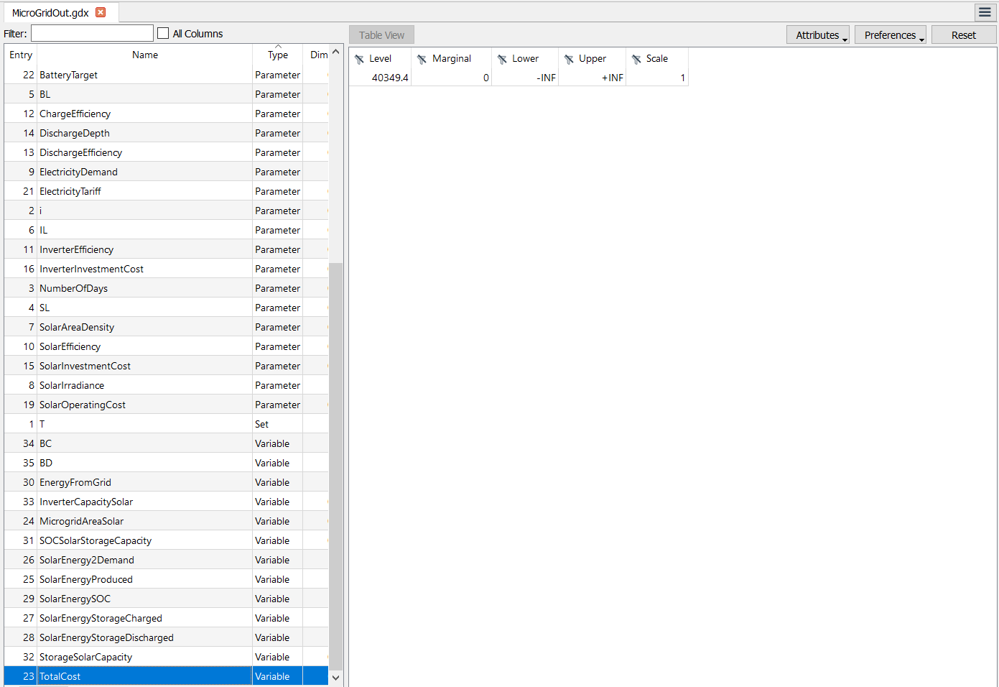 MicroGridOut.gdx
Filter: All Columns Table View Attributes Preferences Reset
Entry Name Type Dim
Level Marginal Lower Upper Scale
40349.4 0 -INF +INF 1
22 BatteryTarget Parameter
5 BL Parameter
12 ChargeEfficiency Parameter
14 DischargeDepth Parameter
13 DischargeEfficiency Parameter
9 ElectricityDemand Parameter
21 ElectricityTariff Parameter
2 i Parameter
6 IL Parameter
11 InverterEfficiency Parameter
16 InverterInvestmentCost Parameter
3 NumberOfDays Parameter
4 SL Parameter
7 SolarAreaDensity Parameter
10 SolarEfficiency Parameter
15 SolarInvestmentCost Parameter
8 SolarIrradiance Parameter
19 SolarOperatingCost Parameter
1 T Set
34 BC Variable
35 BD Variable
30 EnergyFromGrid Variable
33 InverterCapacitySolar Variable
24 MicrogridAreaSolar Variable
31 SOCSolarStorageCapacity Variable
26 SolarEnergy2Demand Variable
25 SolarEnergyProduced Variable
29 SolarEnergySOC Variable
27 SolarEnergyStorageCharged Variable
28 SolarEnergyStorageDischarged Variable
32 StorageSolarCapacity Variable
23 TotalCost Variable